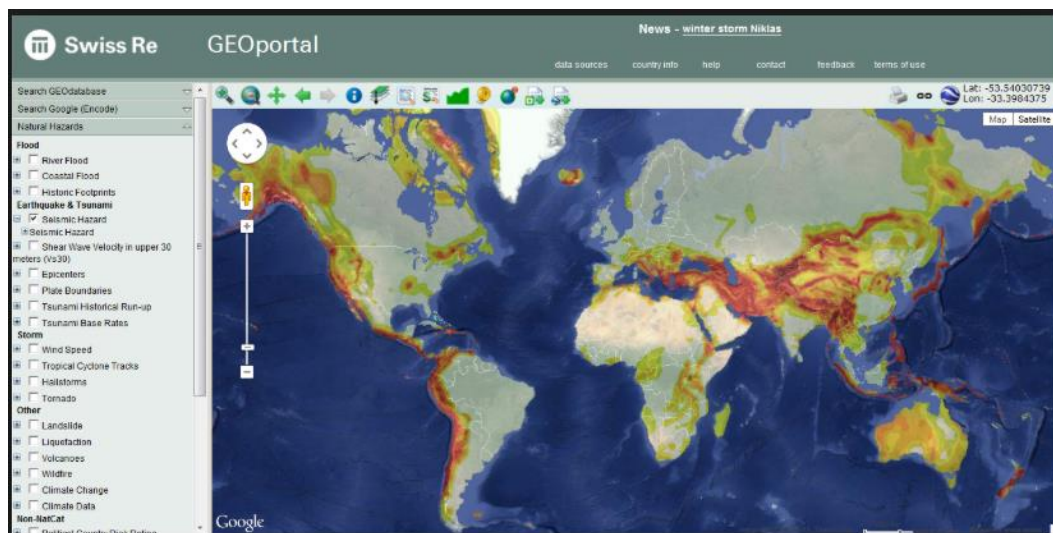 Swiss Re
GEOportal
News - winter storm Niklas
data sources country info help contact feedback terms of use
Search GEOdatabase
Search Google (Encode)
Natural Hazards
Lat: -53.54030739
Lon: -33.3984375
Map Satellite
Flood
River Flood
Coastal Flood
Historic Footprints
Earthquake & Tsunami
Seismic Hazard
Seismic Hazard
Shear Wave Velocity in upper 30
meters (Vs30)
Epicenters
Plate Boundaries
Tsunami Historical Run-up
Tsunami Base Rates
Storm
Wind Speed
Tropical Cyclone Tracks
Hailstorms
Tornado
Other
Landslide
Liquefaction
Volcanoes
Wildfire
Climate Change
Climate Data
Non-NatCat
Google